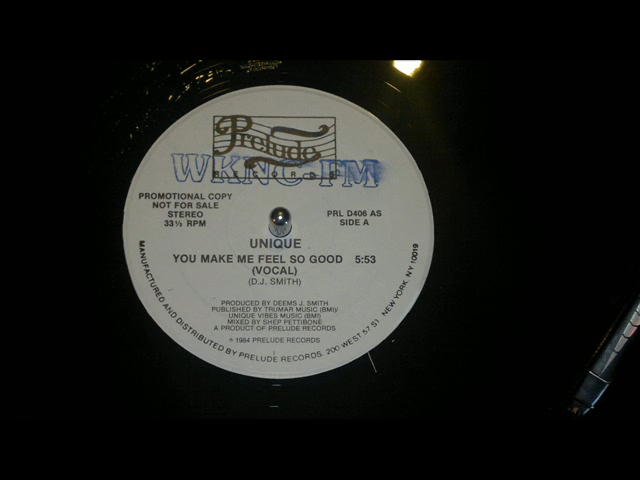 Prelude
RECORDS
WKNC-FM
PROMOTIONAL COPY
NOT FOR SALE
STEREO
33⅓ RPM
PRL D406 AS
SIDE A
UNIQUE
YOU MAKE ME FEEL SO GOOD 5:53
(VOCAL)
(D.J. SMITH)
PRODUCED BY DEEMS J. SMITH
PUBLISHED BY TRUMAR MUSIC (BMI)/
UNIQUE VIBES MUSIC (BMI)
MIXED BY SHEP PETTIBONE
A PRODUCT OF PRELUDE RECORDS
℗ 1984 PRELUDE RECORDS
MANUFACTURED AND DISTRIBUTED BY PRELUDE RECORDS, 200 WEST 57 ST. NEW YORK, NY 10019